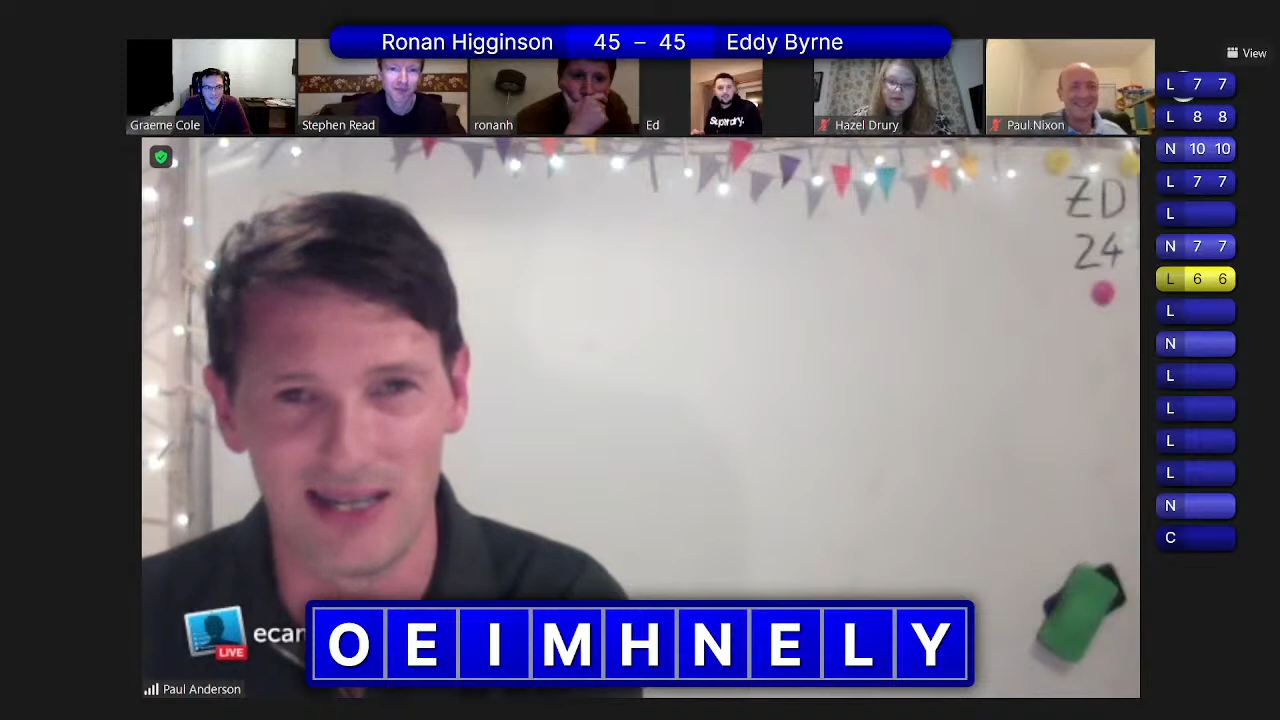 Ronan Higginson 45 – 45 Eddy Byrne
View
Graeme Cole
Stephen Read
ronanh
Ed
Superdry.
Hazel Drury
Paul.Nixon
L 7 7
L 8 8
N 10 10
L 7 7
L
N 7 7
L 6 6
L
N
L
L
L
L
N
C
ZD
24
LIVE
O E I M H N E L Y
Paul Anderson